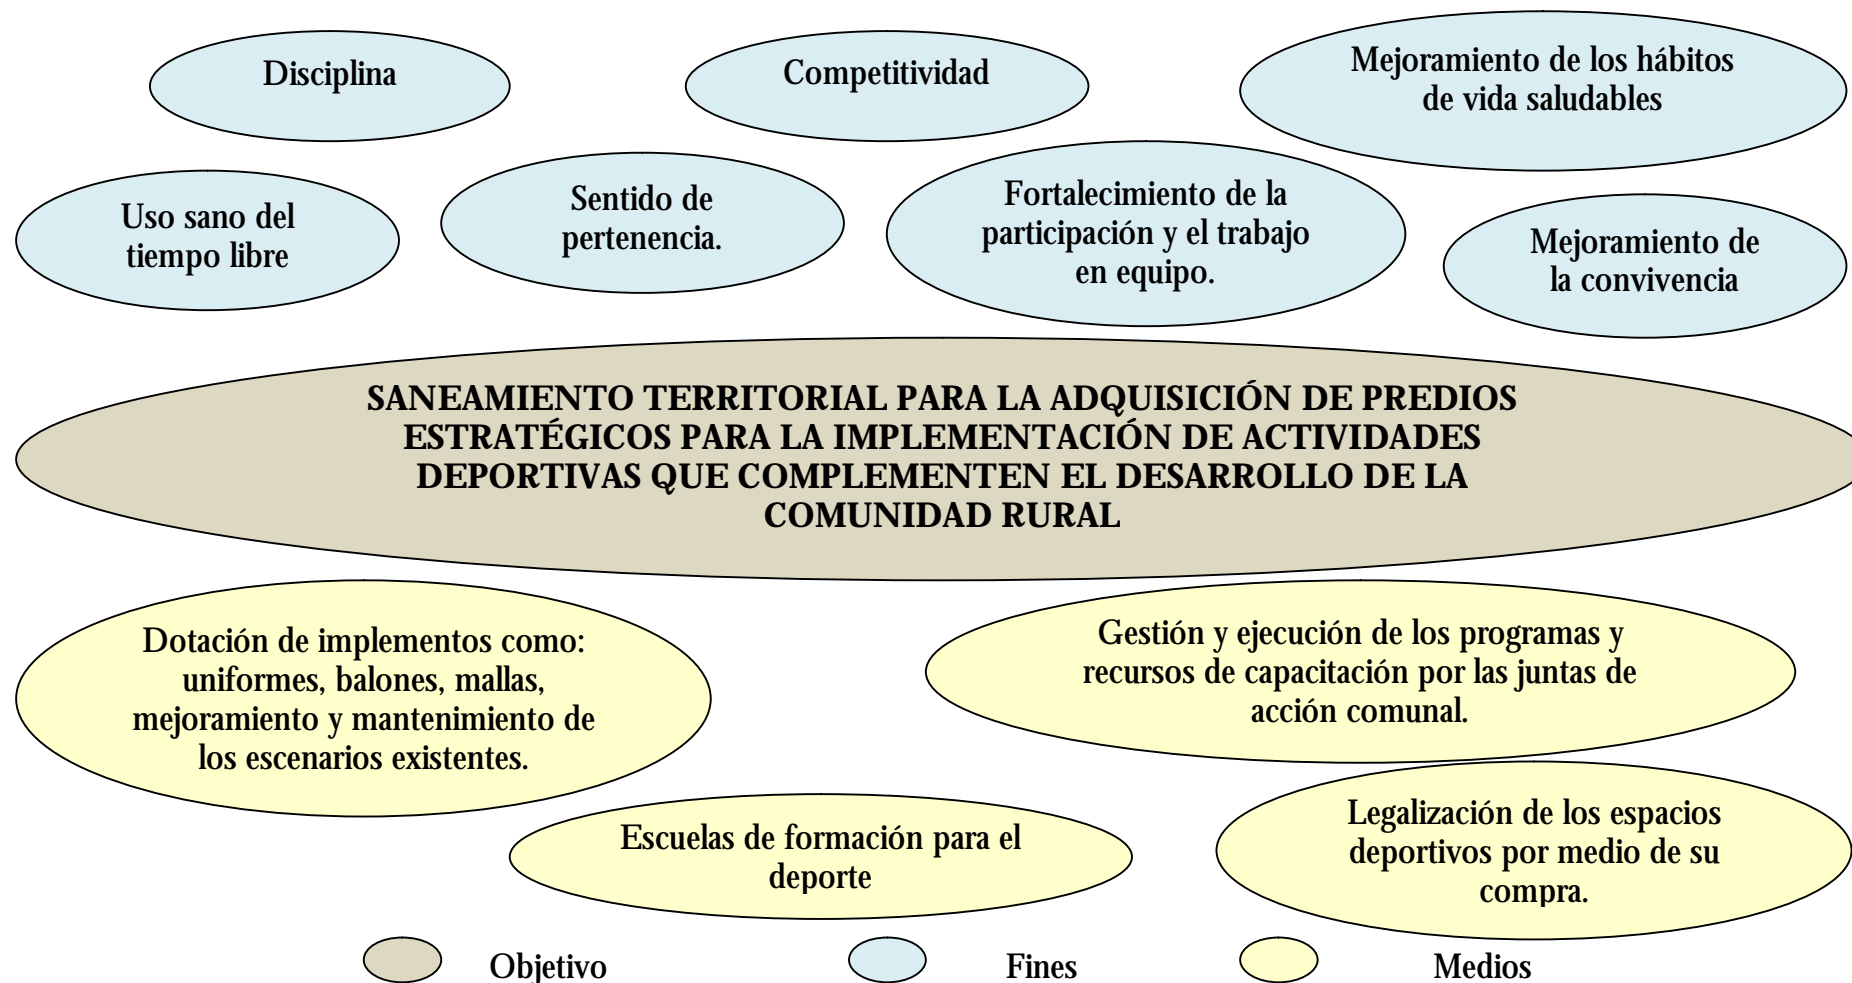 Disciplina
Competitividad
Mejoramiento de los hábitos
de vida saludables
Uso sano del
tiempo libre
Sentido de
pertenencia.
Fortalecimiento de la
participación y el trabajo
en equipo.
Mejoramiento de
la convivencia
SANEAMIENTO TERRITORIAL PARA LA ADQUISICIÓN DE PREDIOS
ESTRATÉGICOS PARA LA IMPLEMENTACIÓN DE ACTIVIDADES
DEPORTIVAS QUE COMPLEMENTEN EL DESARROLLO DE LA
COMUNIDAD RURAL
Dotación de implementos como:
uniformes, balones, mallas,
mejoramiento y mantenimiento de
los escenarios existentes.
Gestión y ejecución de los programas y
recursos de capacitación por las juntas de
acción comunal.
Escuelas de formación para el
deporte
Legalización de los espacios
deportivos por medio de su
compra.
Objetivo
Fines
Medios